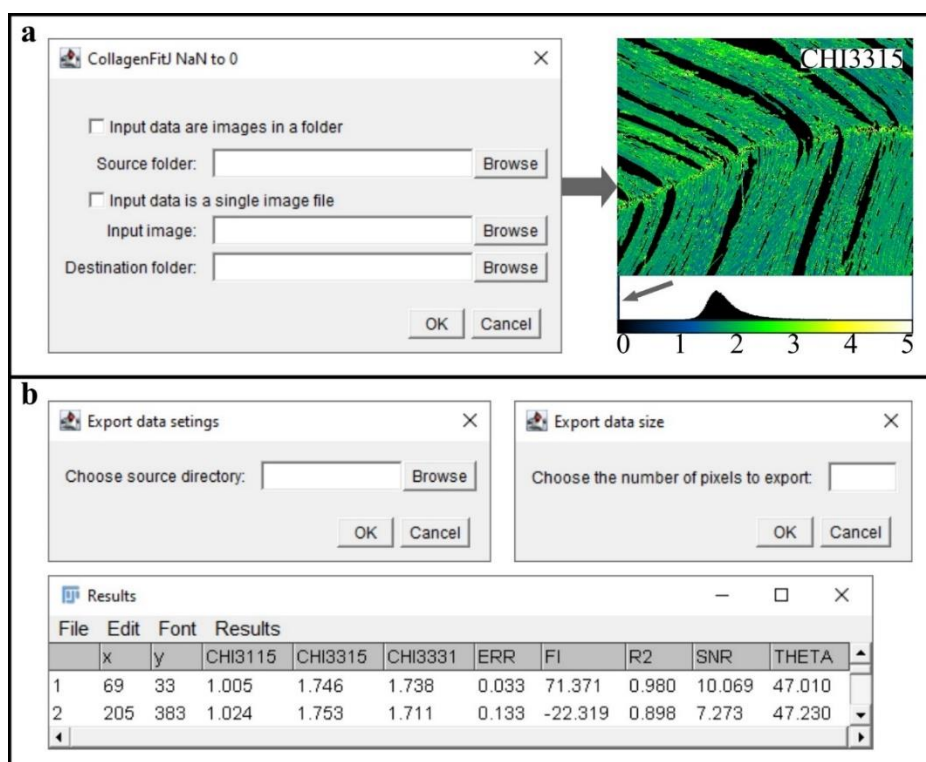 a
CollagenFitJ NaN to 0
Input data are images in a folder
Source folder: Browse
Input data is a single image file
Input image: Browse
Destination folder: Browse
OK Cancel
CHI3315
0 1 2 3 4 5
b
Export data setings
Choose source directory: Browse
OK Cancel
Export data size
Choose the number of pixels to export:
OK Cancel
Results
File Edit Font Results
x y CHI3115 CHI3315 CHI3331 ERR FI R2 SNR THETA
1 69 33 1.005 1.746 1.738 0.033 71.371 0.980 10.069 47.010
2 205 383 1.024 1.753 1.711 0.133 -22.319 0.898 7.273 47.230